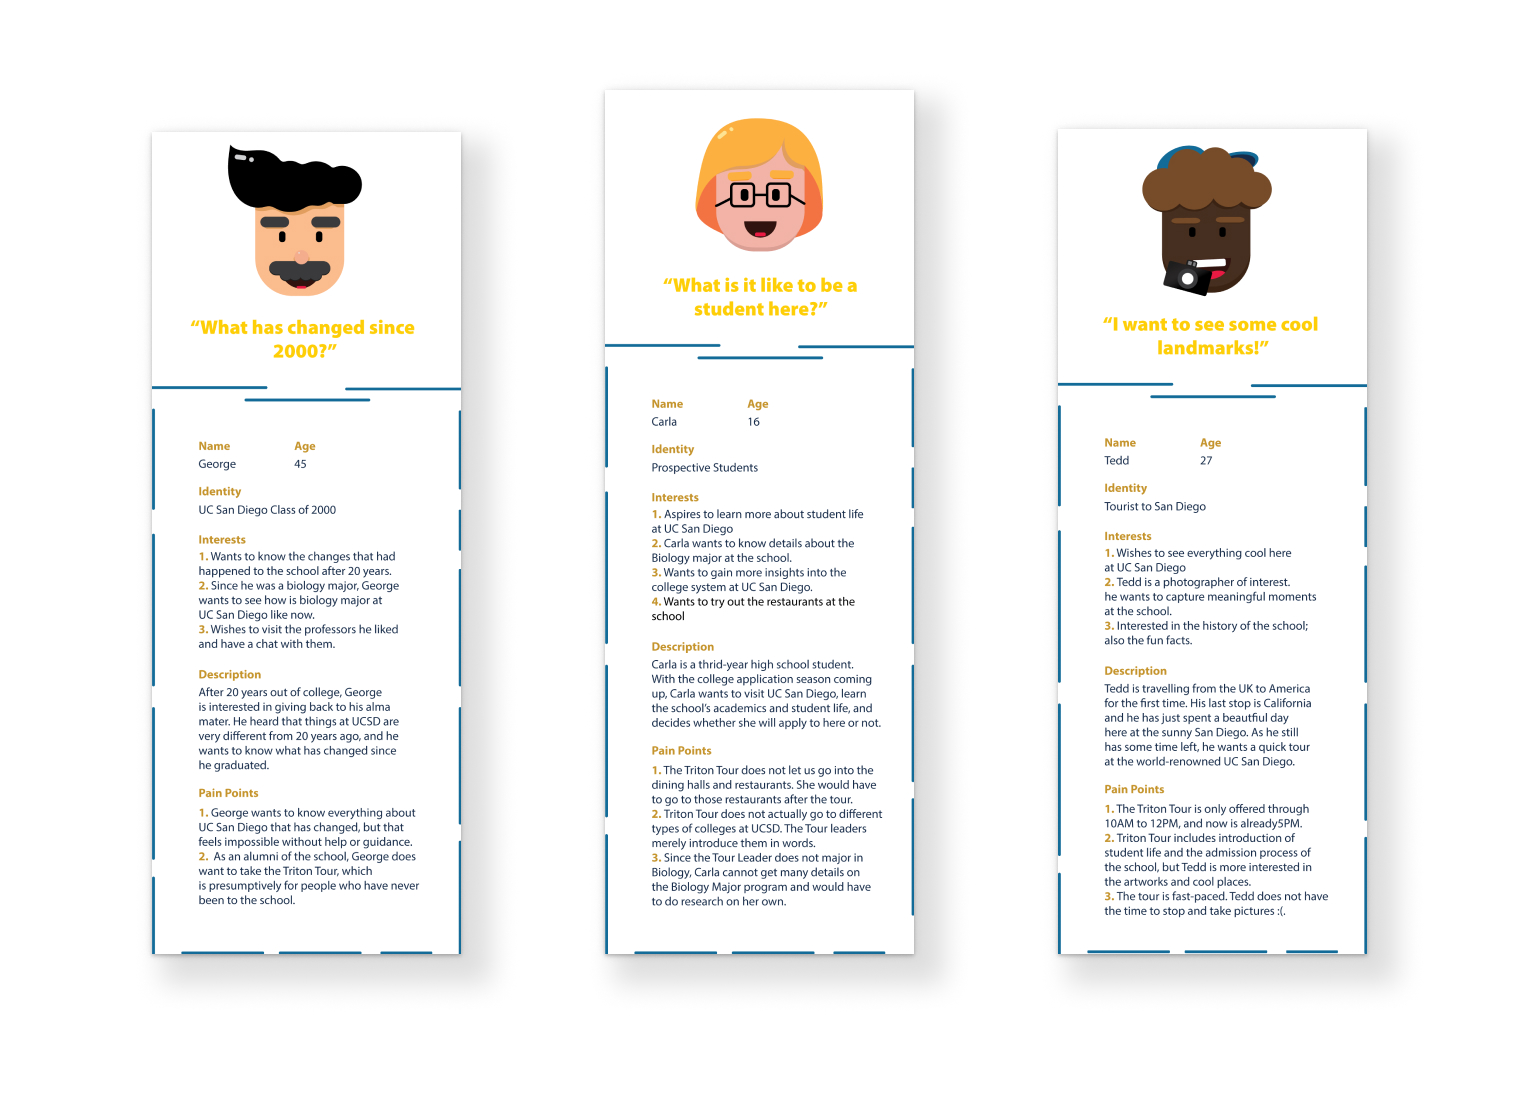 “What has changed since
2000?”
Name Age
George 45
Identity
UC San Diego Class of 2000
Interests
1. Wants to know the changes that had
happened to the school after 20 years.
2. Since he was a biology major, George
wants to see how is biology major at
UC San Diego like now.
3. Wishes to visit the professors he liked
and have a chat with them.
Description
After 20 years out of college, George
is interested in giving back to his alma
mater. He heard that things at UCSD are
very different from 20 years ago, and he
wants to know what has changed since
he graduated.
Pain Points
1. George wants to know everything about
UC San Diego that has changed, but that
feels impossible without help or guidance.
2. As an alumni of the school, George does
want to take the Triton Tour, which
is presumptively for people who have never
been to the school.
“What is it like to be a
student here?”
Name Age
Carla 16
Identity
Prospective Students
Interests
1. Aspires to learn more about student life
at UC San Diego
2. Carla wants to know details about the
Biology major at the school.
3. Wants to gain more insights into the
college system at UC San Diego.
4. Wants to try out the restaurants at the
school
Description
Carla is a thrid-year high school student.
With the college application season coming
up, Carla wants to visit UC San Diego, learn
the school’s academics and student life, and
decides whether she will apply to here or not.
Pain Points
1. The Triton Tour does not let us go into the
dining halls and restaurants. She would have
to go to those restaurants after the tour.
2. Triton Tour does not actually go to different
types of colleges at UCSD. The Tour leaders
merely introduce them in words.
3. Since the Tour Leader does not major in
Biology, Carla cannot get many details on
the Biology Major program and would have
to do research on her own.
“I want to see some cool
landmarks!”
Name Age
Tedd 27
Identity
Tourist to San Diego
Interests
1. Wishes to see everything cool here
at UC San Diego
2. Tedd is a photographer of interest.
he wants to capture meaningful moments
at the school.
3. Interested in the history of the school;
also the fun facts.
Description
Tedd is travelling from the UK to America
for the first time. His last stop is California
and he has just spent a beautfiul day
here at the sunny San Diego. As he still
has some time left, he wants a quick tour
at the world-renowned UC San Diego.
Pain Points
1. The Triton Tour is only offered through
10AM to 12PM, and now is already5PM.
2. Triton Tour includes introduction of
student life and the admission process of
the school, but Tedd is more interested in
the artworks and cool places.
3. The tour is fast-paced. Tedd does not have
the time to stop and take pictures :(.